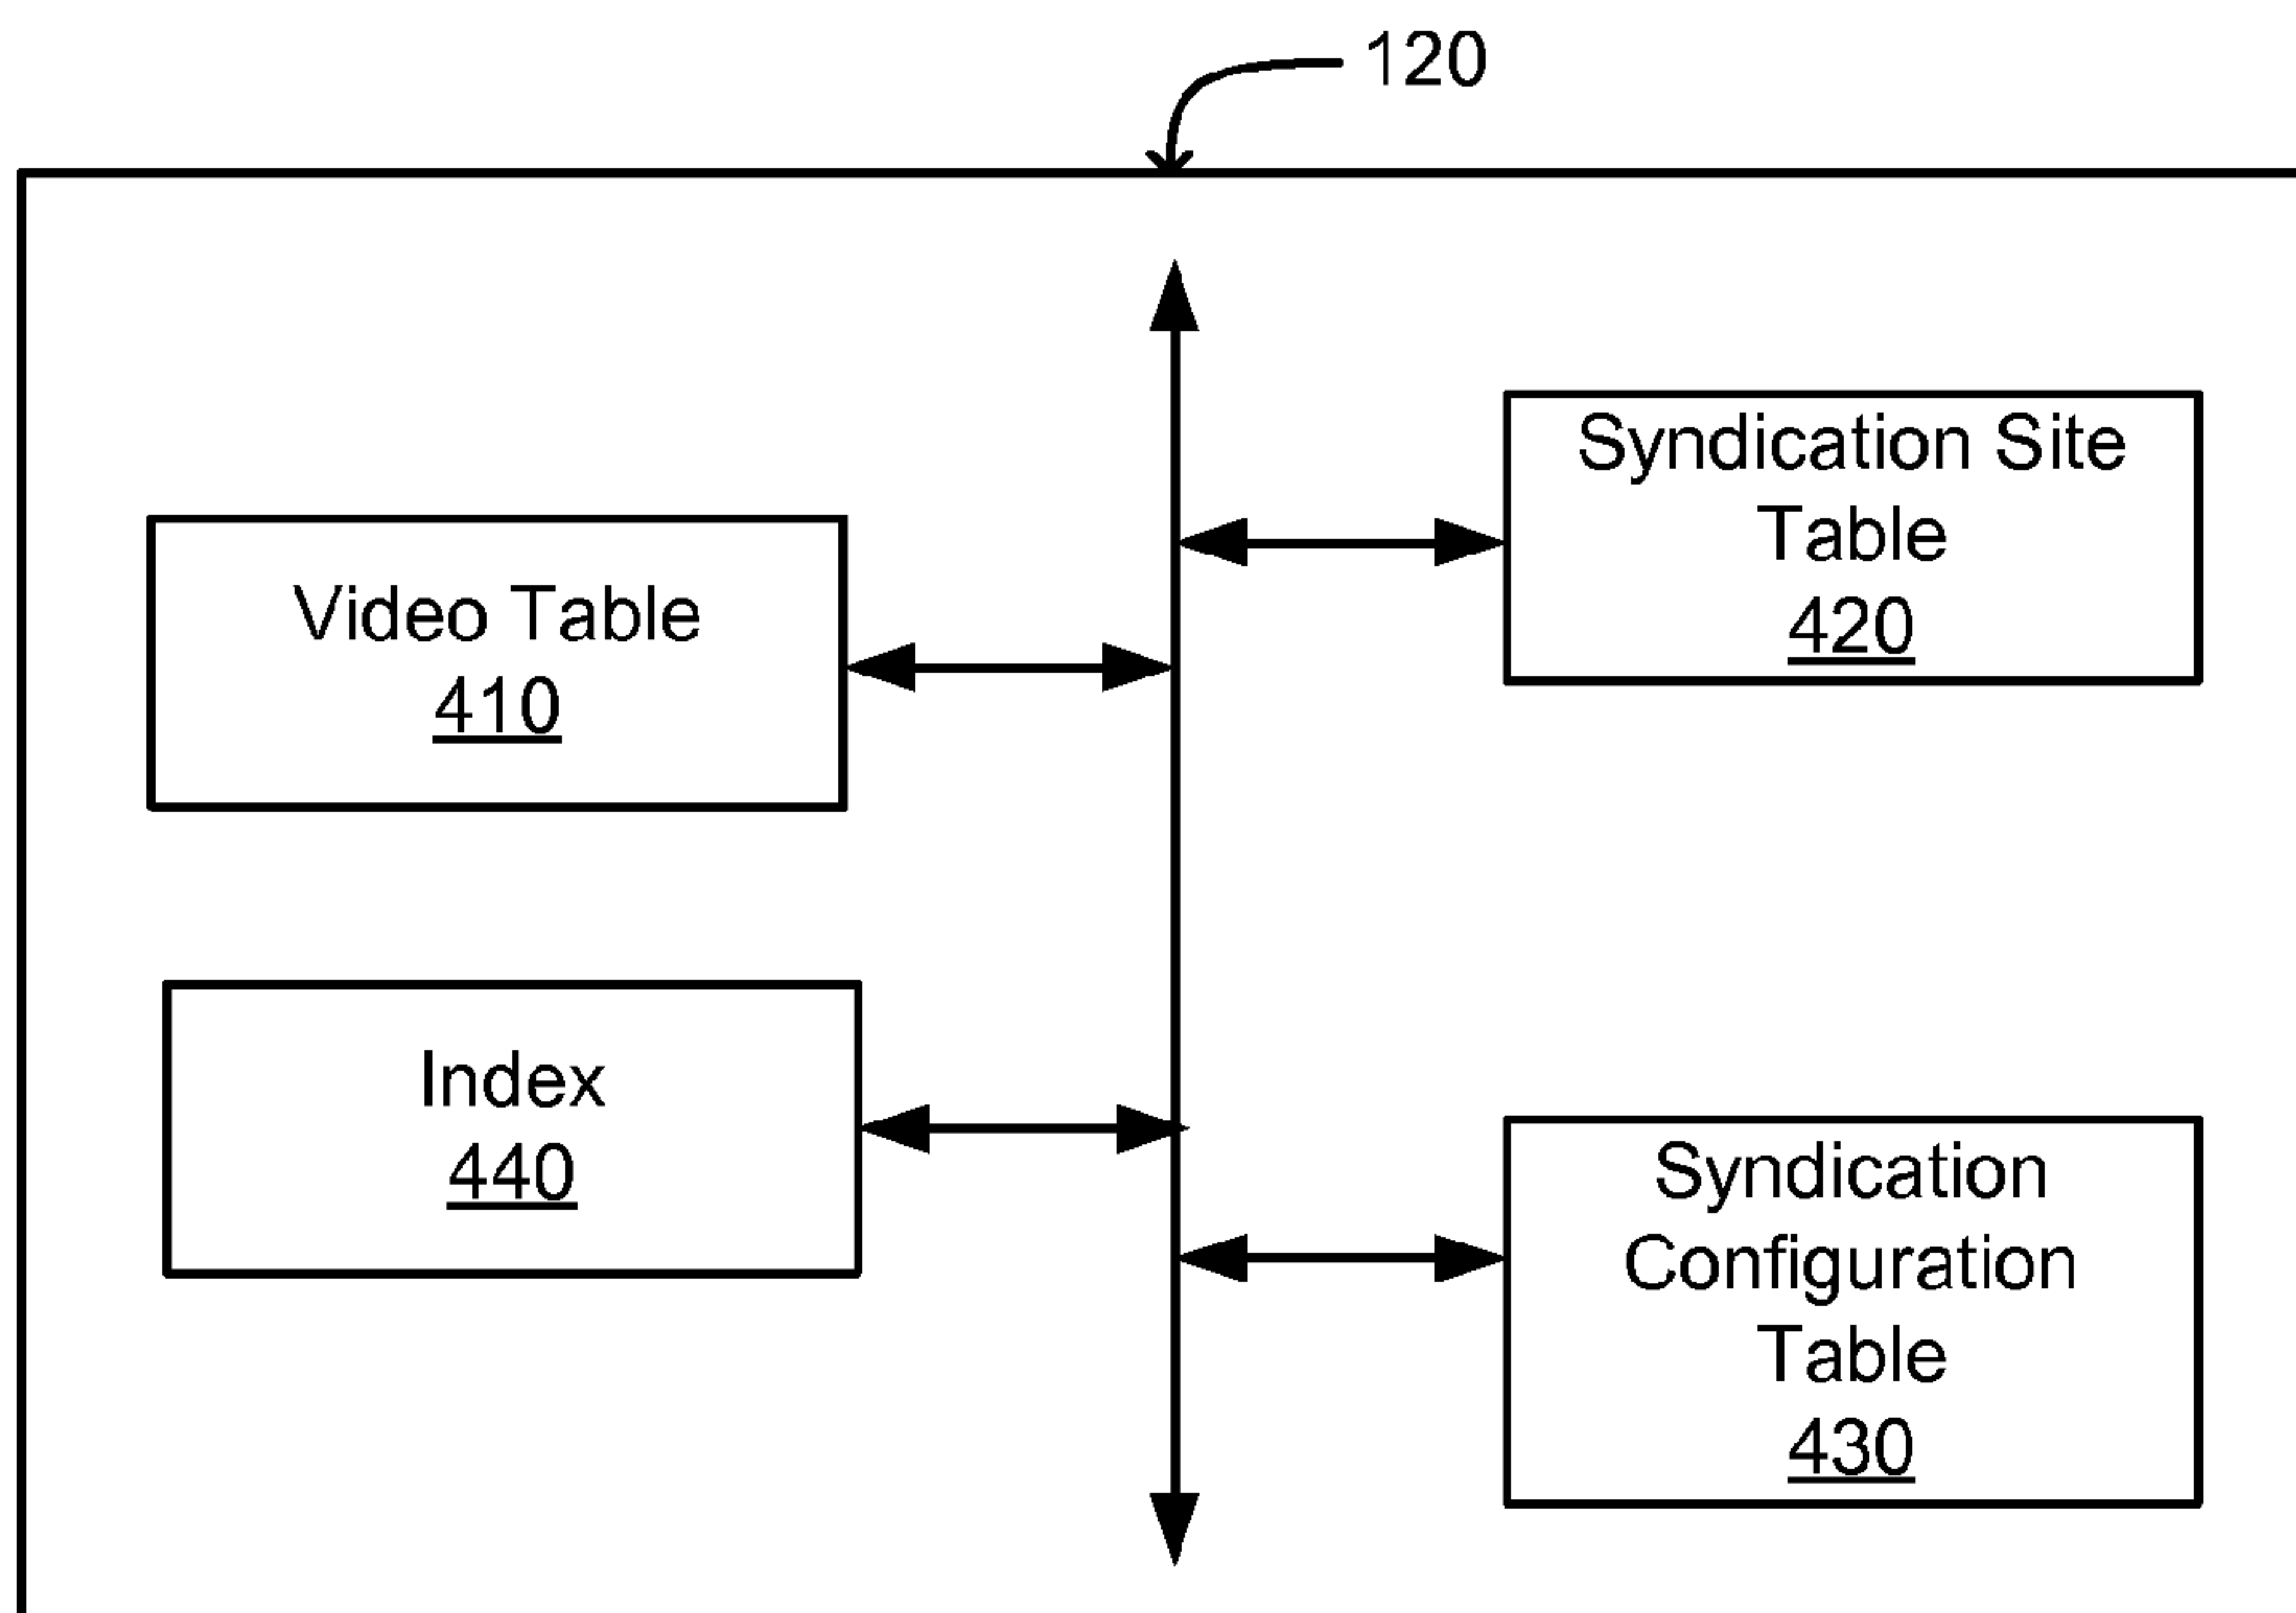 120
Syndication Site
Table
420
Video Table
410
Index
440
Syndication
Configuration
Table
430